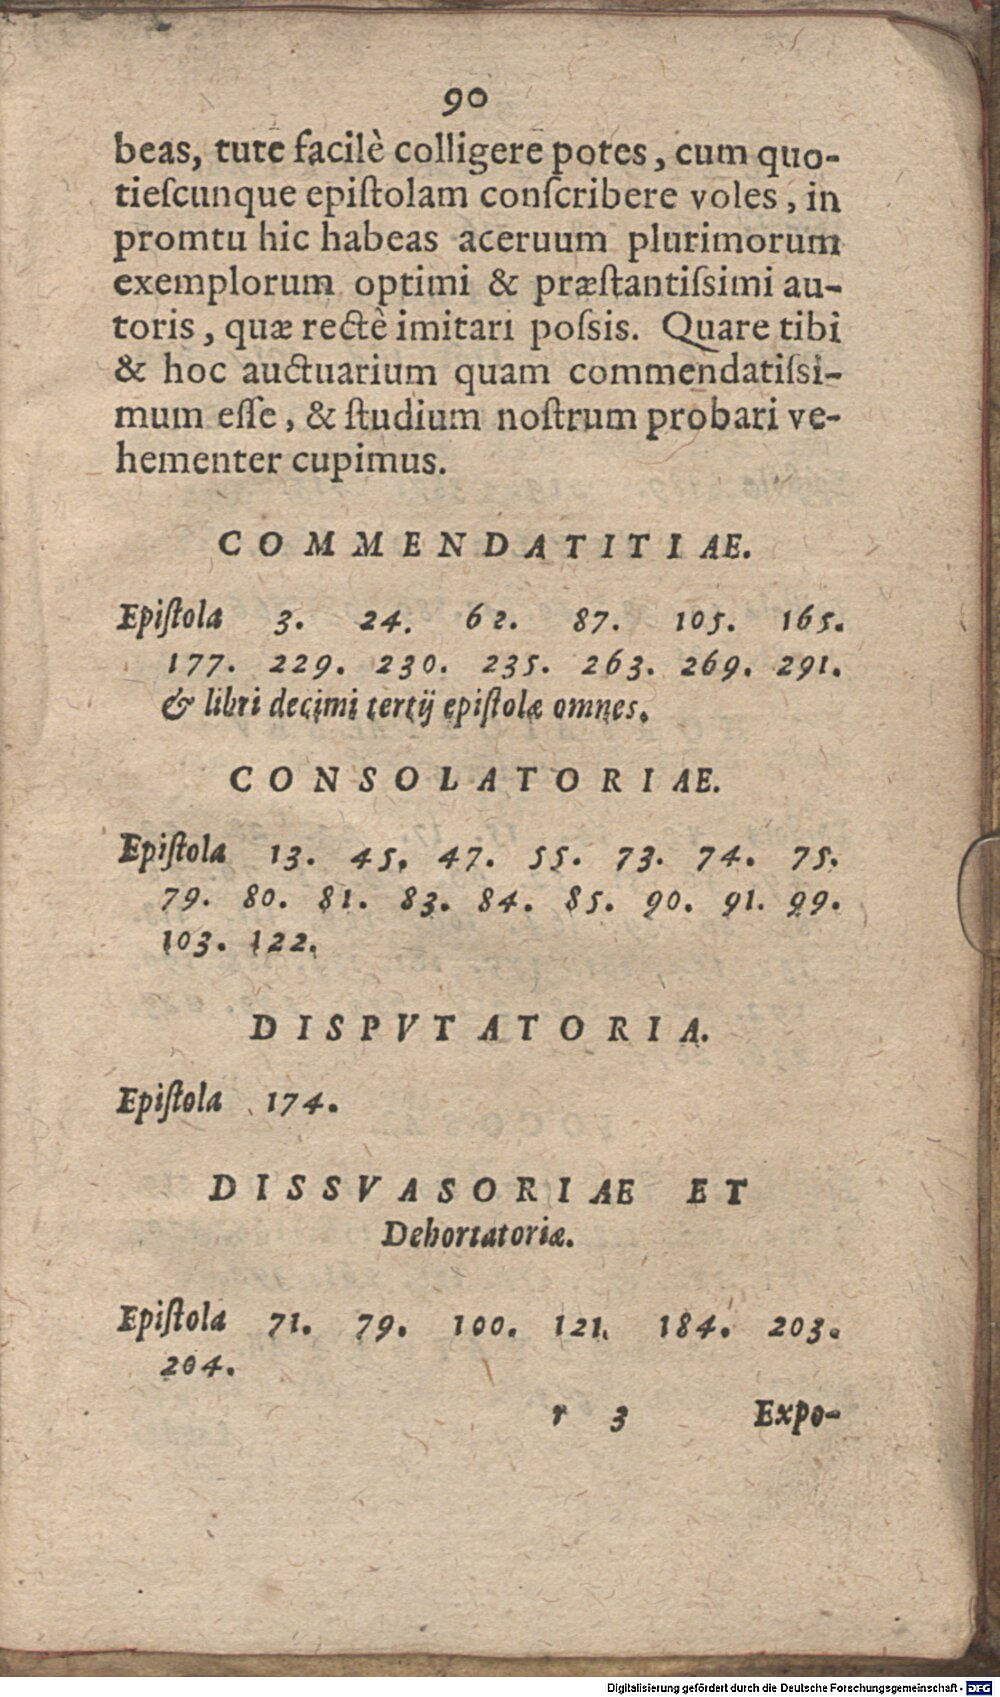 90
beas, tute facilè colligere potes, cum quo-
tieſcunque epiſtolam conſcribere voles, in
promtu hic habeas aceruum plurimorum
exemplorum optimi & præſtantiſsimi au-
toris, quæ rectè imitari poſsis. Quare tibi
& hoc auctuarium quam commendatiſsi-
mum eſſe, & ſtudium noſtrum probari ve-
hementer cupimus.
COMMENDATITIAE.
Epiſtola 3. 24. 62. 87. 105. 165.
177. 229. 230. 235. 263. 269. 291.
& libri decimi tertij epiſtolæ omnes.
CONSOLATORIAE.
Epiſtola 13. 45. 47. 55. 73. 74. 75.
79. 80. 81. 83. 84. 85. 90. 91. 99.
103. 122.
DISPVTATORIA.
Epiſtola 174.
DISSVASORIAE ET
Dehortatoriæ.
Epiſtola 71. 79. 100. 121. 184. 203.
204.
r 3 Expo-
Digitalisierung gefördert durch die Deutsche Forschungsgemeinschaft - DFG